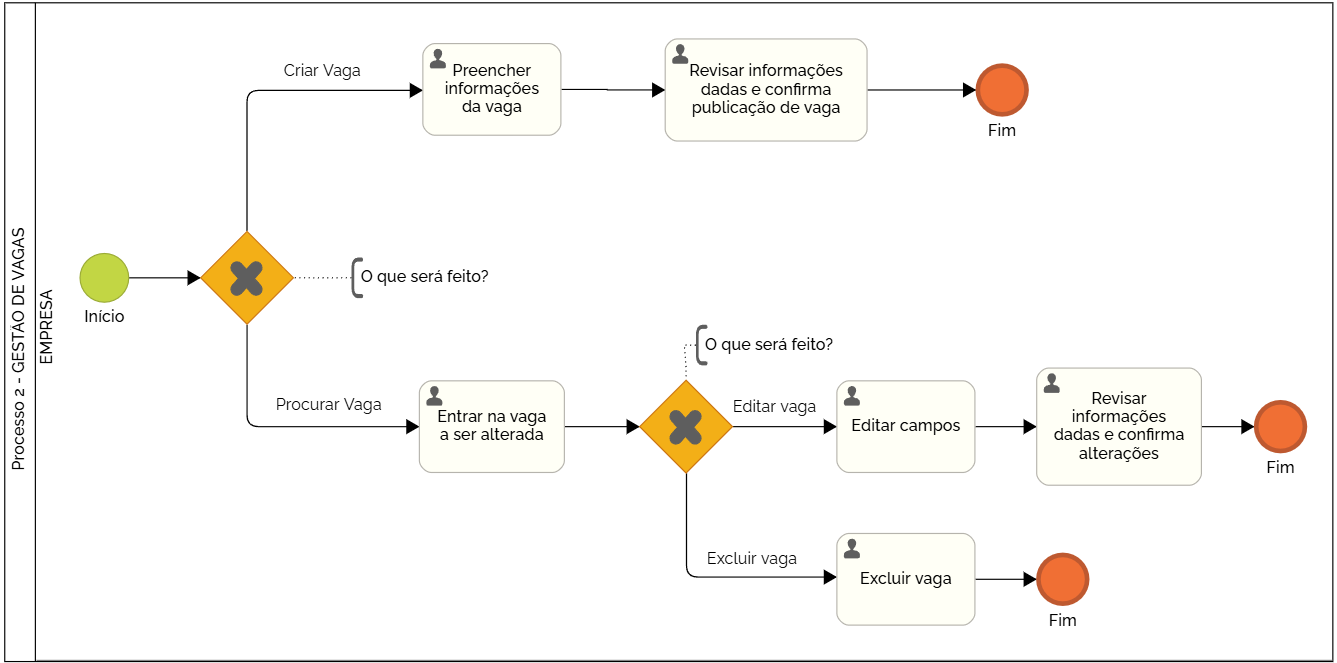 Processo 2 - GESTÃO DE VAGAS
EMPRESA
Início
O que será feito?
Criar Vaga
Preencher
informações
da vaga
Revisar informações
dadas e confirma
publicação de vaga
Fim
Procurar Vaga
Entrar na vaga
a ser alterada
O que será feito?
Editar vaga
Editar campos
Revisar
informações
dadas e confirma
alterações
Fim
Excluir vaga
Excluir vaga
Fim